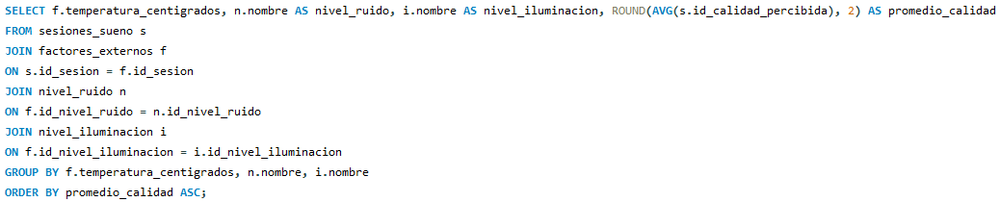 SELECT f.temperatura_centigrados, n.nombre AS nivel_ruido, i.nombre AS nivel_iluminacion, ROUND(AVG(s.id_calidad_percibida), 2) AS promedio_calidad
FROM sesiones_sueno s
JOIN factores_externos f
ON s.id_sesion = f.id_sesion
JOIN nivel_ruido n
ON f.id_nivel_ruido = n.id_nivel_ruido
JOIN nivel_iluminacion i
ON f.id_nivel_iluminacion = i.id_nivel_iluminacion
GROUP BY f.temperatura_centigrados, n.nombre, i.nombre
ORDER BY promedio_calidad ASC;